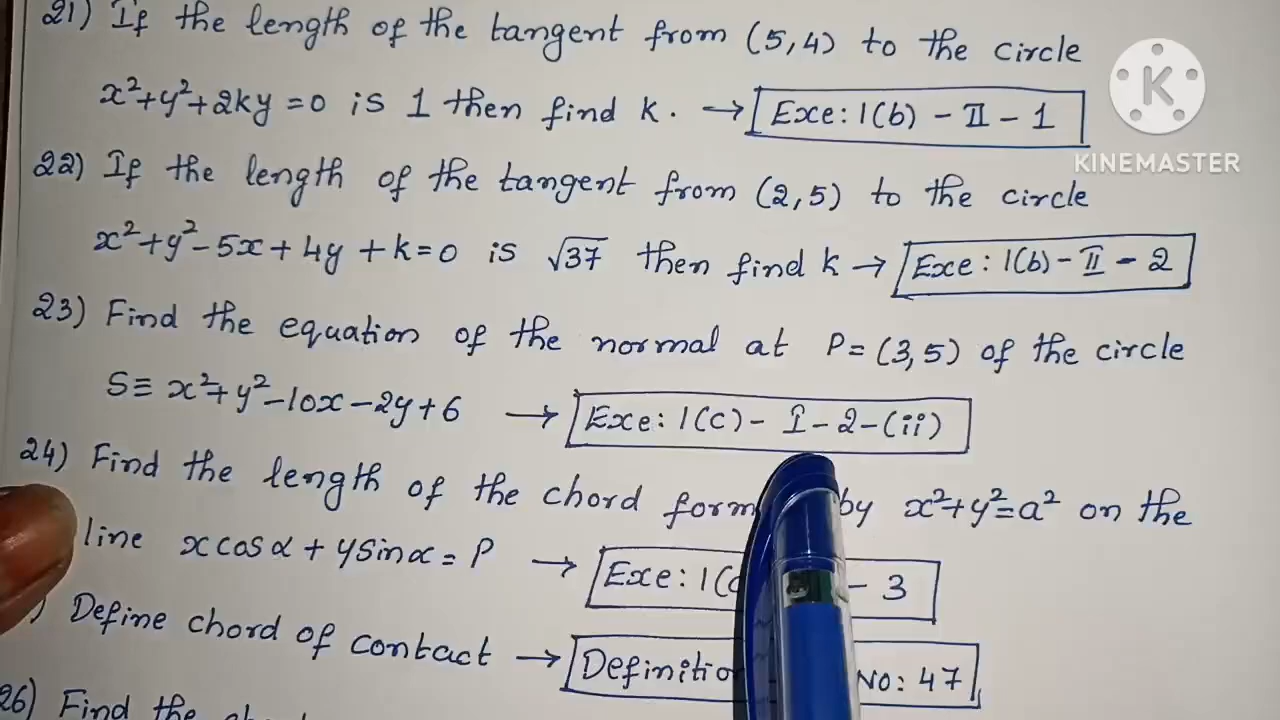 21) If the length of the tangent from (5,4) to the circle
x²+y²+2ky=0 is 1 then find k. → Exe: 1(b) - II - 1
KINEMASTER
22) If the length of the tangent from (2,5) to the circle
x²+y²-5x+4y+k=0 is √37 then find k → Exe: 1(b) - II - 2
23) Find the equation of the normal at P=(3,5) of the circle
S≡ x²+y²-10x-2y+6 → Exe: 1(c) - I - 2-(ii)
24) Find the length of the chord form by x²+y²=a² on the
line x cosα + y sinα = P → Exe: 1( - 3
) Define chord of contact → Definitio No: 47
26) Find the